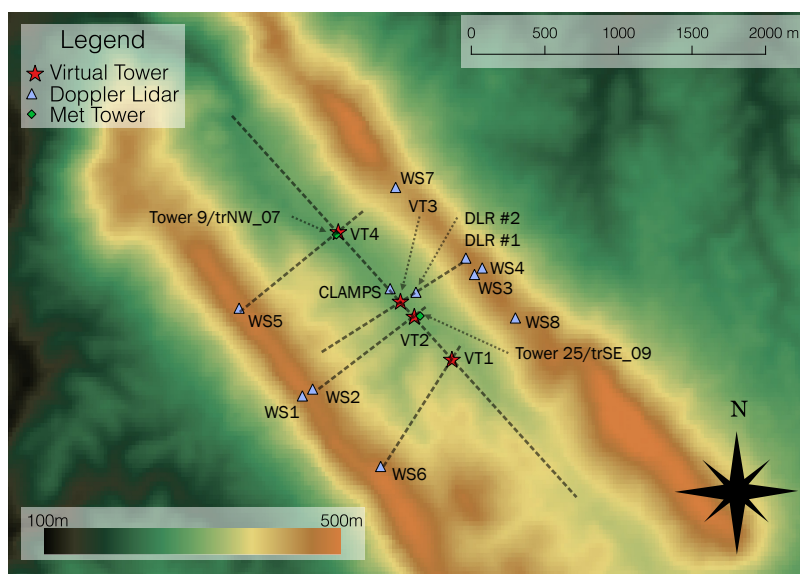 Legend
Virtual Tower
Doppler Lidar
Met Tower
0 500 1000 1500 2000 m
WS7
VT3
Tower 9/trNW_07
DLR #2
VT4
DLR #1
WS4
CLAMPS
WS3
WS5
WS8
VT2
Tower 25/trSE_09
VT1
WS2
WS1
N
WS6
100m 500m